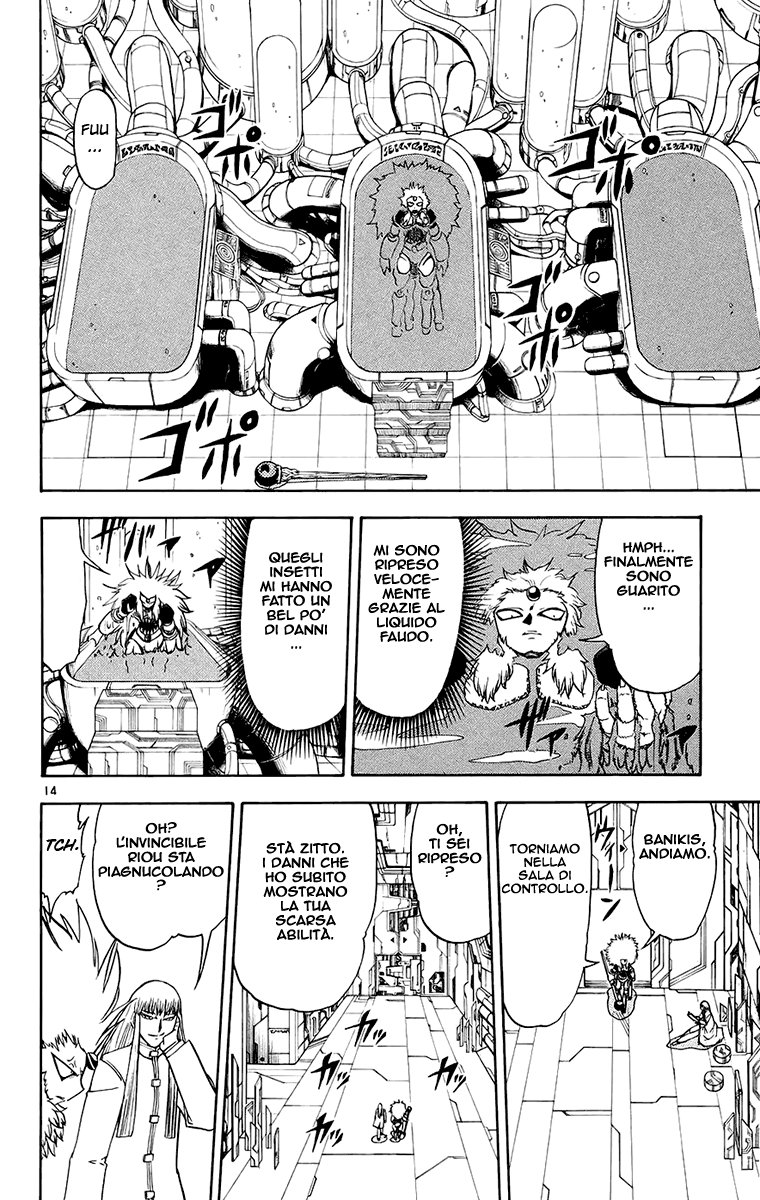 FUU
...
ゴポ
ゴポ
ゴポ
HMPH...
FINALMENTE
SONO
GUARITO
...
MI SONO
RIPRESO
VELOCE-
MENTE
GRAZIE AL
LIQUIDO
FAUDO.
QUEGLI
INSETTI
MI HANNO
FATTO UN
BEL PO'
DI DANNI
...
14
BANIKIS,
ANDIAMO.
TORNIAMO
NELLA
SALA DI
CONTROLLO.
OH,
TI SEI
RIPRESO
?
STÀ ZITTO.
I DANNI CHE
HO SUBITO
MOSTRANO
LA TUA
SCARSA
ABILITÀ.
OH?
L'INVINCIBILE
RIOU STA
PIAGNUCOLANDO
?
TCH.